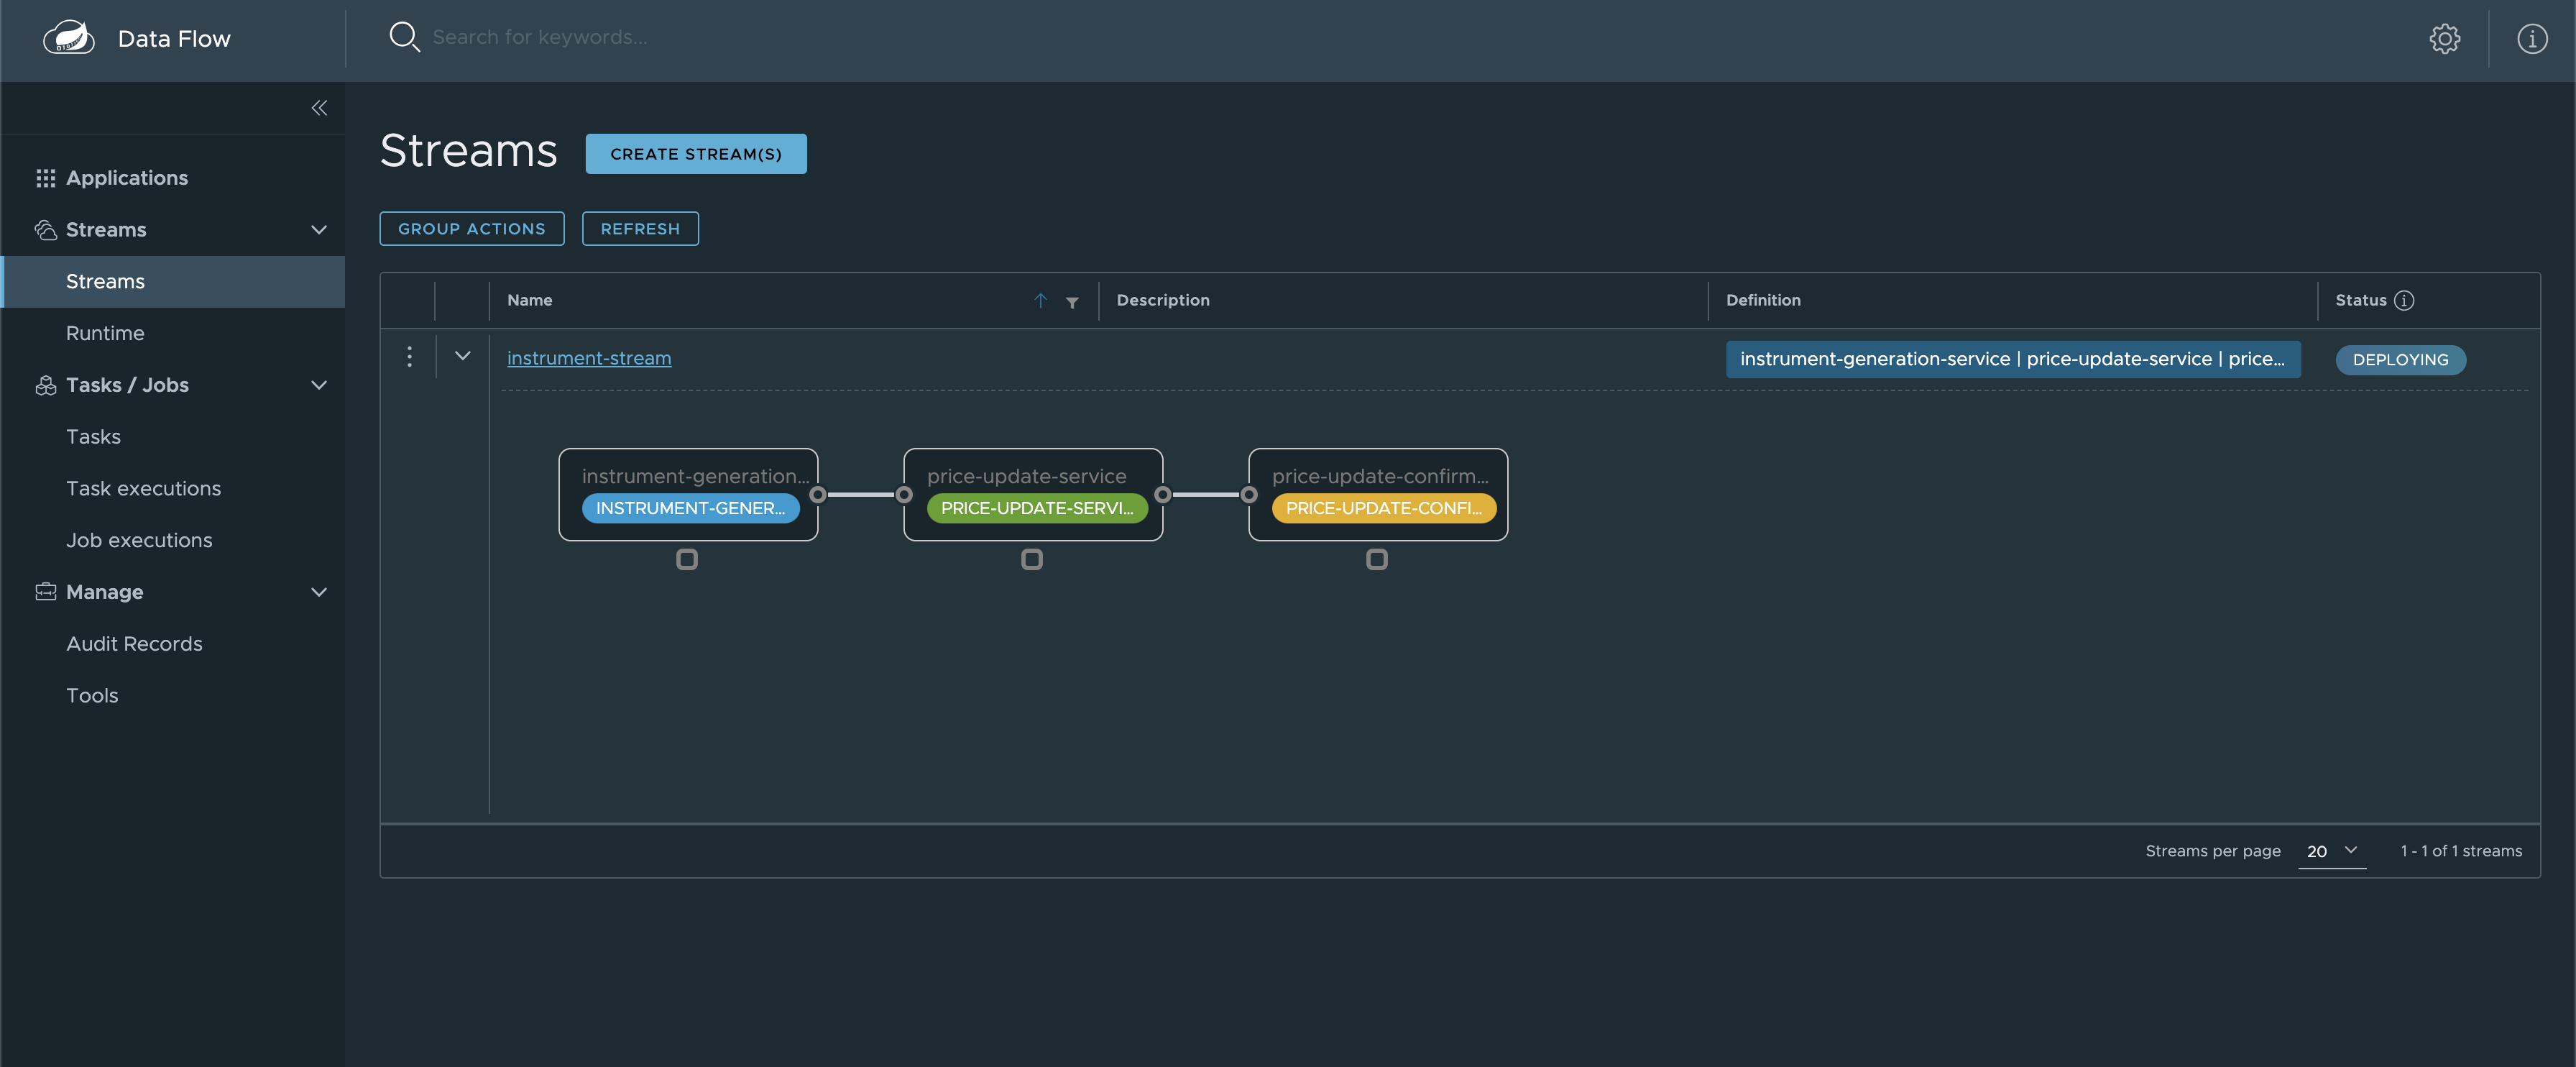 Data Flow
Search for keywords...
Applications
Streams
Streams
Runtime
Tasks / Jobs
Tasks
Task executions
Job executions
Manage
Audit Records
Tools
Streams
CREATE STREAM(S)
GROUP ACTIONS
REFRESH
Name
Description
Definition
Status
instrument-stream
instrument-generation-service | price-update-service | price...
DEPLOYING
instrument-generation...
INSTRUMENT-GENER...
price-update-service
PRICE-UPDATE-SERVI...
price-update-confirm...
PRICE-UPDATE-CONFI...
Streams per page
20
1 - 1 of 1 streams